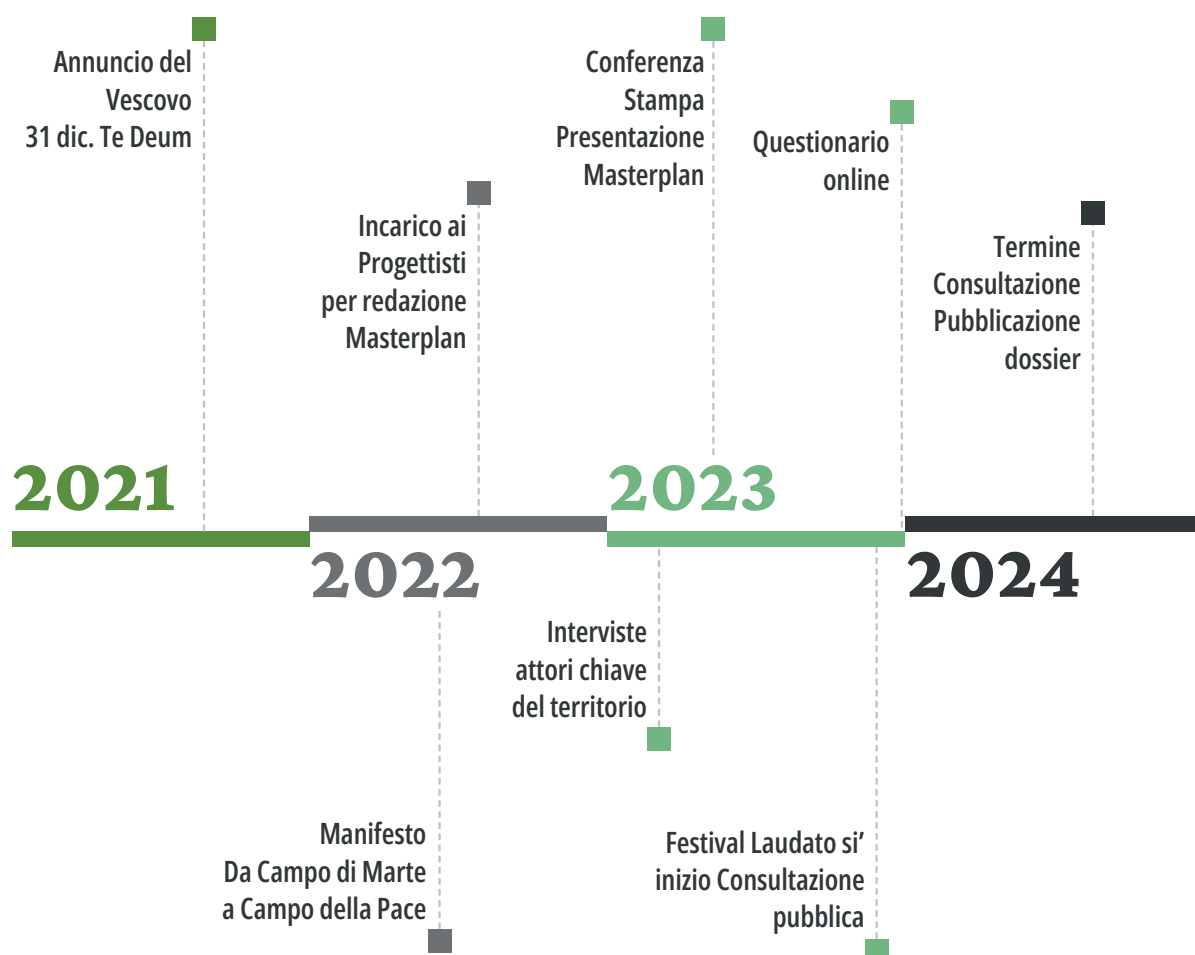 Annuncio del
Vescovo
31 dic. Te Deum
Incarico ai
Progettisti
per redazione
Masterplan
Conferenza
Stampa
Presentazione
Masterplan
Questionario
online
Termine
Consultazione
Pubblicazione
dossier
2021
2023
2022
2024
Interviste
attori chiave
del territorio
Manifesto
Da Campo di Marte
a Campo della Pace
Festival Laudato si’
inizio Consultazione
pubblica